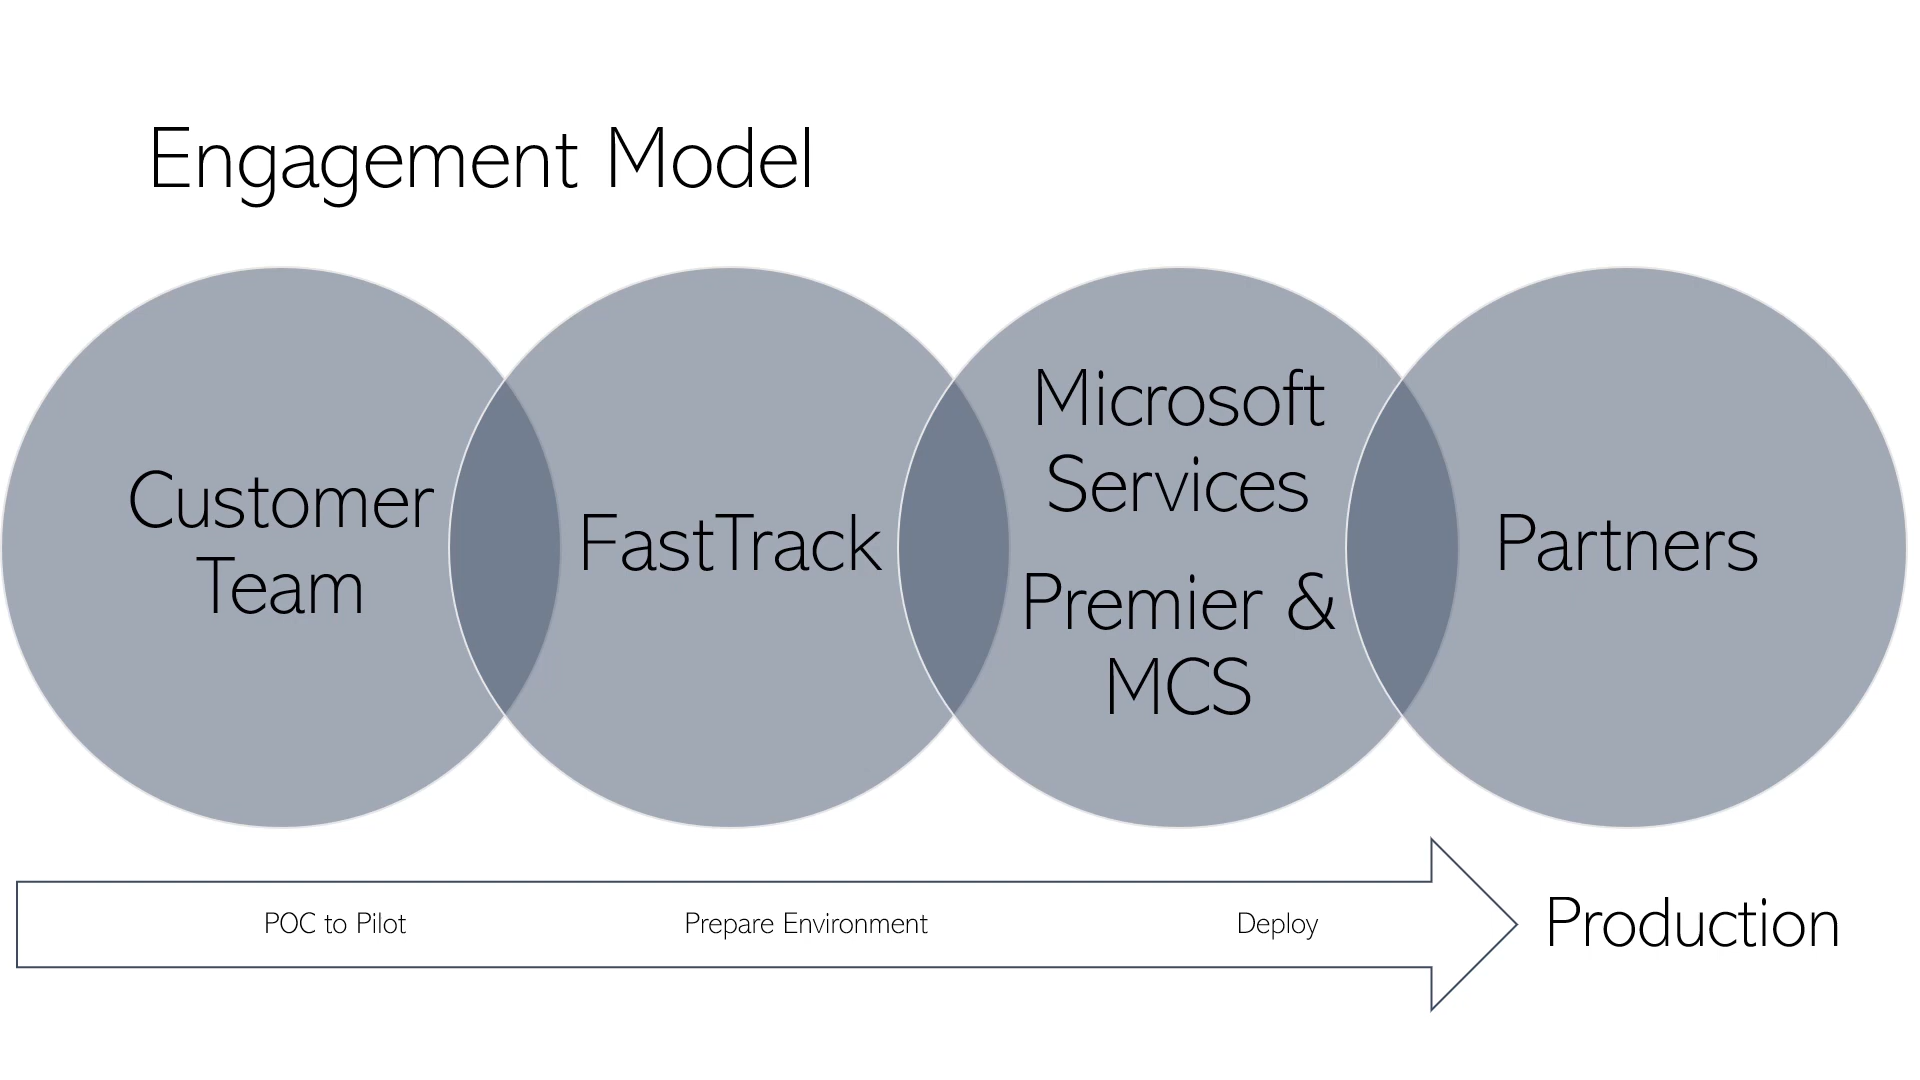 Engagement Model
Customer
Team
FastTrack
Microsoft
Services
Premier &
MCS
Partners
POC to Pilot
Prepare Environment
Deploy
Production